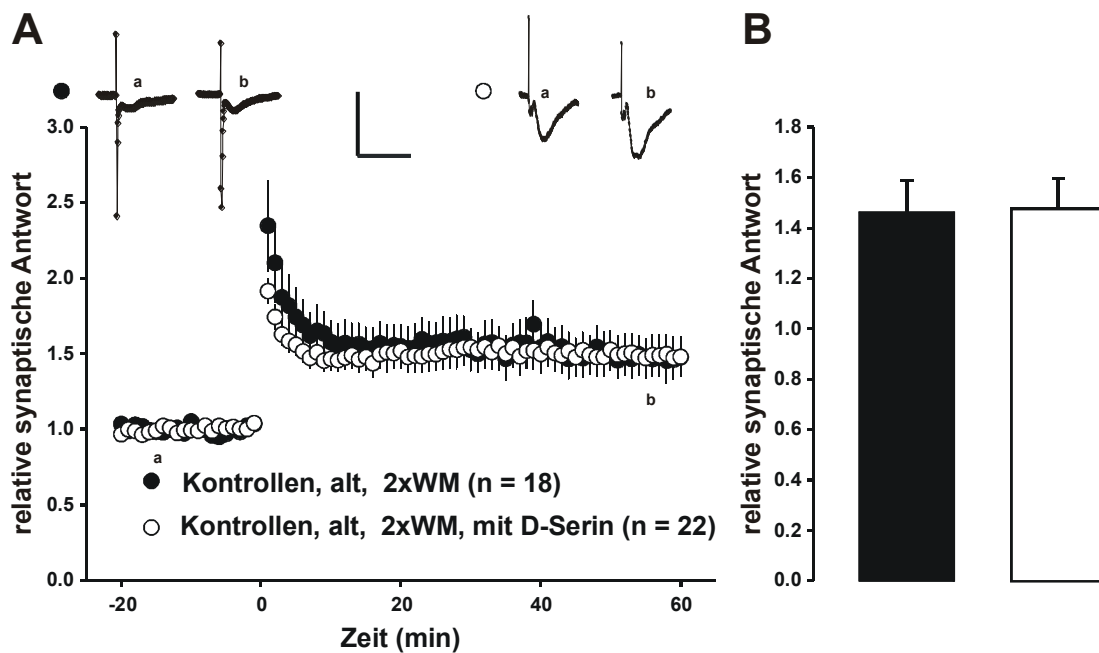 A
B
a
b
a
b
relative synaptische Antwort
3.0
2.5
2.0
1.5
1.0
0.5
0.0
a
b
Kontrollen, alt, 2xWM (n = 18)
Kontrollen, alt, 2xWM, mit D-Serin (n = 22)
-20
0
20
40
60
Zeit (min)
relative synaptische Antwort
1.8
1.6
1.4
1.2
1.0
0.8
0.6
0.4
0.2
0.0